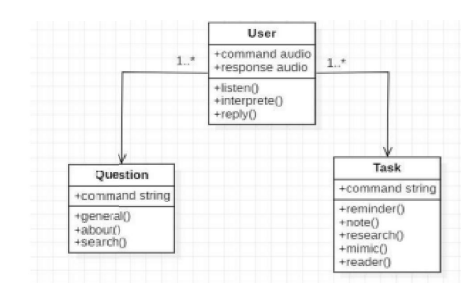 User
+command audio
+response audio
+listen()
+interprete()
+reply()
1..*
1..*
Question
+command string
+general()
+about()
+search()
Task
+command string
+reminder()
+note()
+research()
+mimic()
+reader()